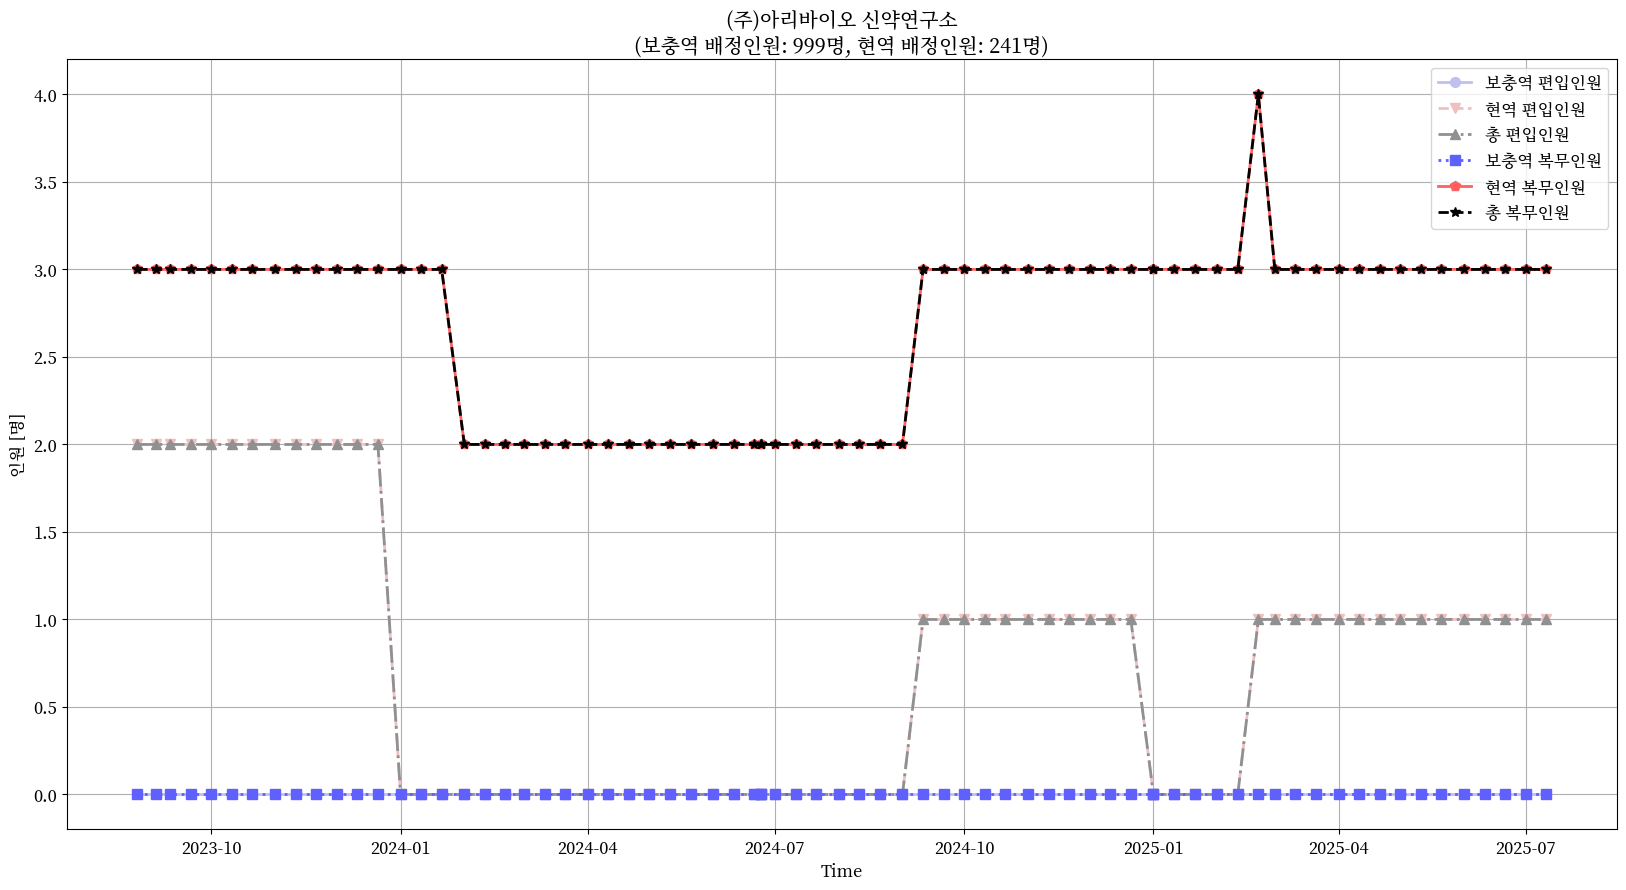 (주)아리바이오 신약연구소
(보충역 배정인원: 999명, 현역 배정인원: 241명)
보충역 편입인원
현역 편입인원
총 편입인원
보충역 복무인원
현역 복무인원
총 복무인원
인원 [명]
4.0
3.5
3.0
2.5
2.0
1.5
1.0
0.5
0.0
2023-10 2024-01 2024-04 2024-07 2024-10 2025-01 2025-04 2025-07
Time